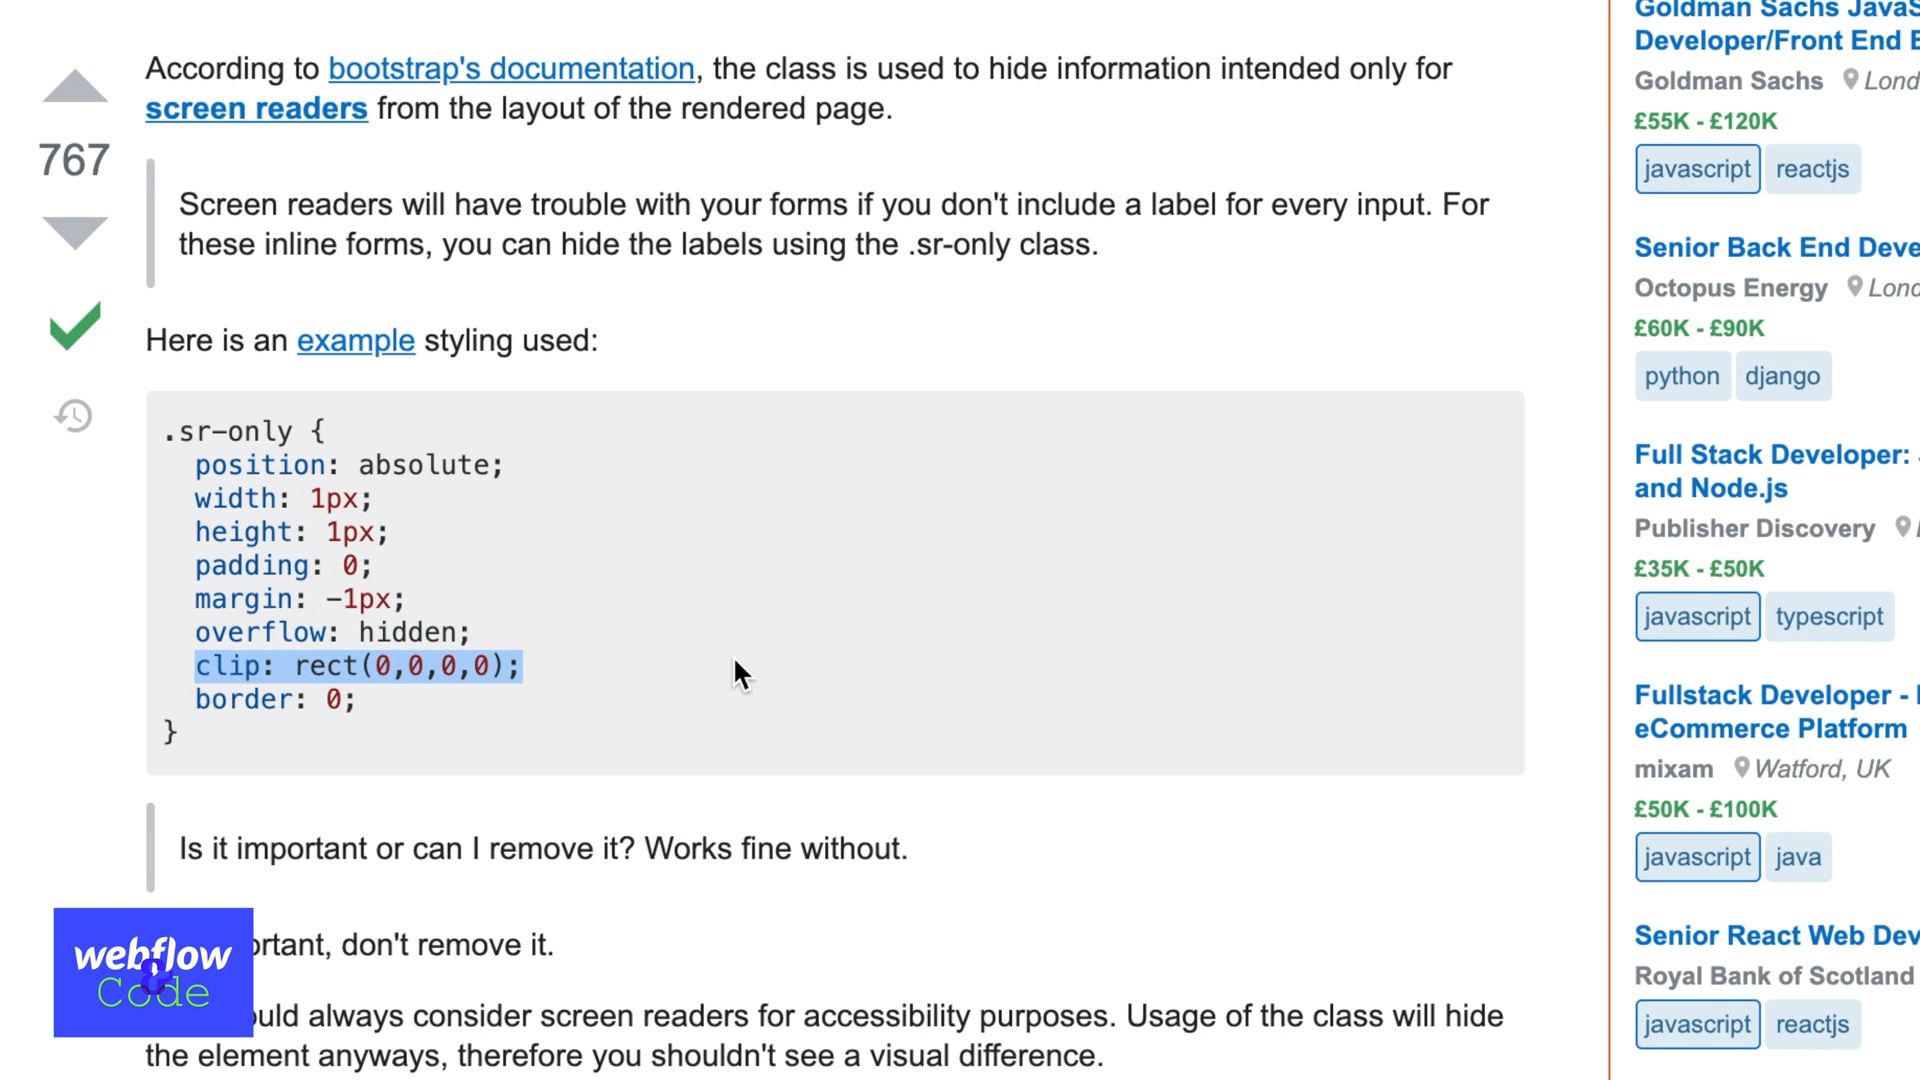 According to bootstrap's documentation, the class is used to hide information intended only for
screen readers from the layout of the rendered page.
767
Screen readers will have trouble with your forms if you don't include a label for every input. For
these inline forms, you can hide the labels using the .sr-only class.
Here is an example styling used:
.sr-only {
position: absolute;
width: 1px;
height: 1px;
padding: 0;
margin: -1px;
overflow: hidden;
clip: rect(0,0,0,0);
border: 0;
}
Is it important or can I remove it? Works fine without.
ortant, don't remove it.
uld always consider screen readers for accessibility purposes. Usage of the class will hide
the element anyways, therefore you shouldn't see a visual difference.
webflow
&
Code
Goldman Sachs JavaS
Developer/Front End E
Goldman Sachs Lond
£55K - £120K
javascript reactjs
Senior Back End Deve
Octopus Energy Lond
£60K - £90K
python django
Full Stack Developer:
and Node.js
Publisher Discovery
£35K - £50K
javascript typescript
Fullstack Developer -
eCommerce Platform
mixam Watford, UK
£50K - £100K
javascript java
Senior React Web Dev
Royal Bank of Scotland
javascript reactjs